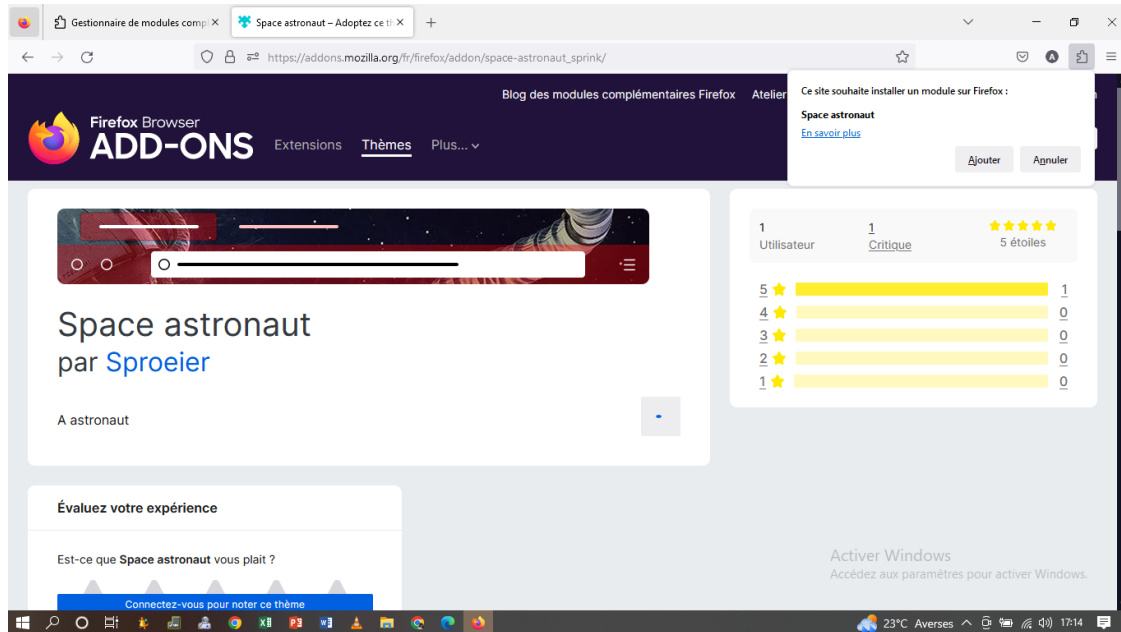 Gestionnaire de modules compl
Space astronaut – Adoptez ce th
https://addons.mozilla.org/fr/firefox/addon/space-astronaut_sprink/
Blog des modules complémentaires Firefox Atelier
Ce site souhaite installer un module sur Firefox :
Space astronaut
En savoir plus
Ajouter Annuler
Firefox Browser
ADD-ONS Extensions Thèmes Plus...
1 1
Utilisateur Critique 5 étoiles
5 1
4 0
3 0
2 0
1 0
Space astronaut
par Sproeier
A astronaut
Évaluez votre expérience
Est-ce que Space astronaut vous plait ?
Connectez-vous pour noter ce thème
Activer Windows
Accédez aux paramètres pour activer Windows.
23°C Averses 17:14